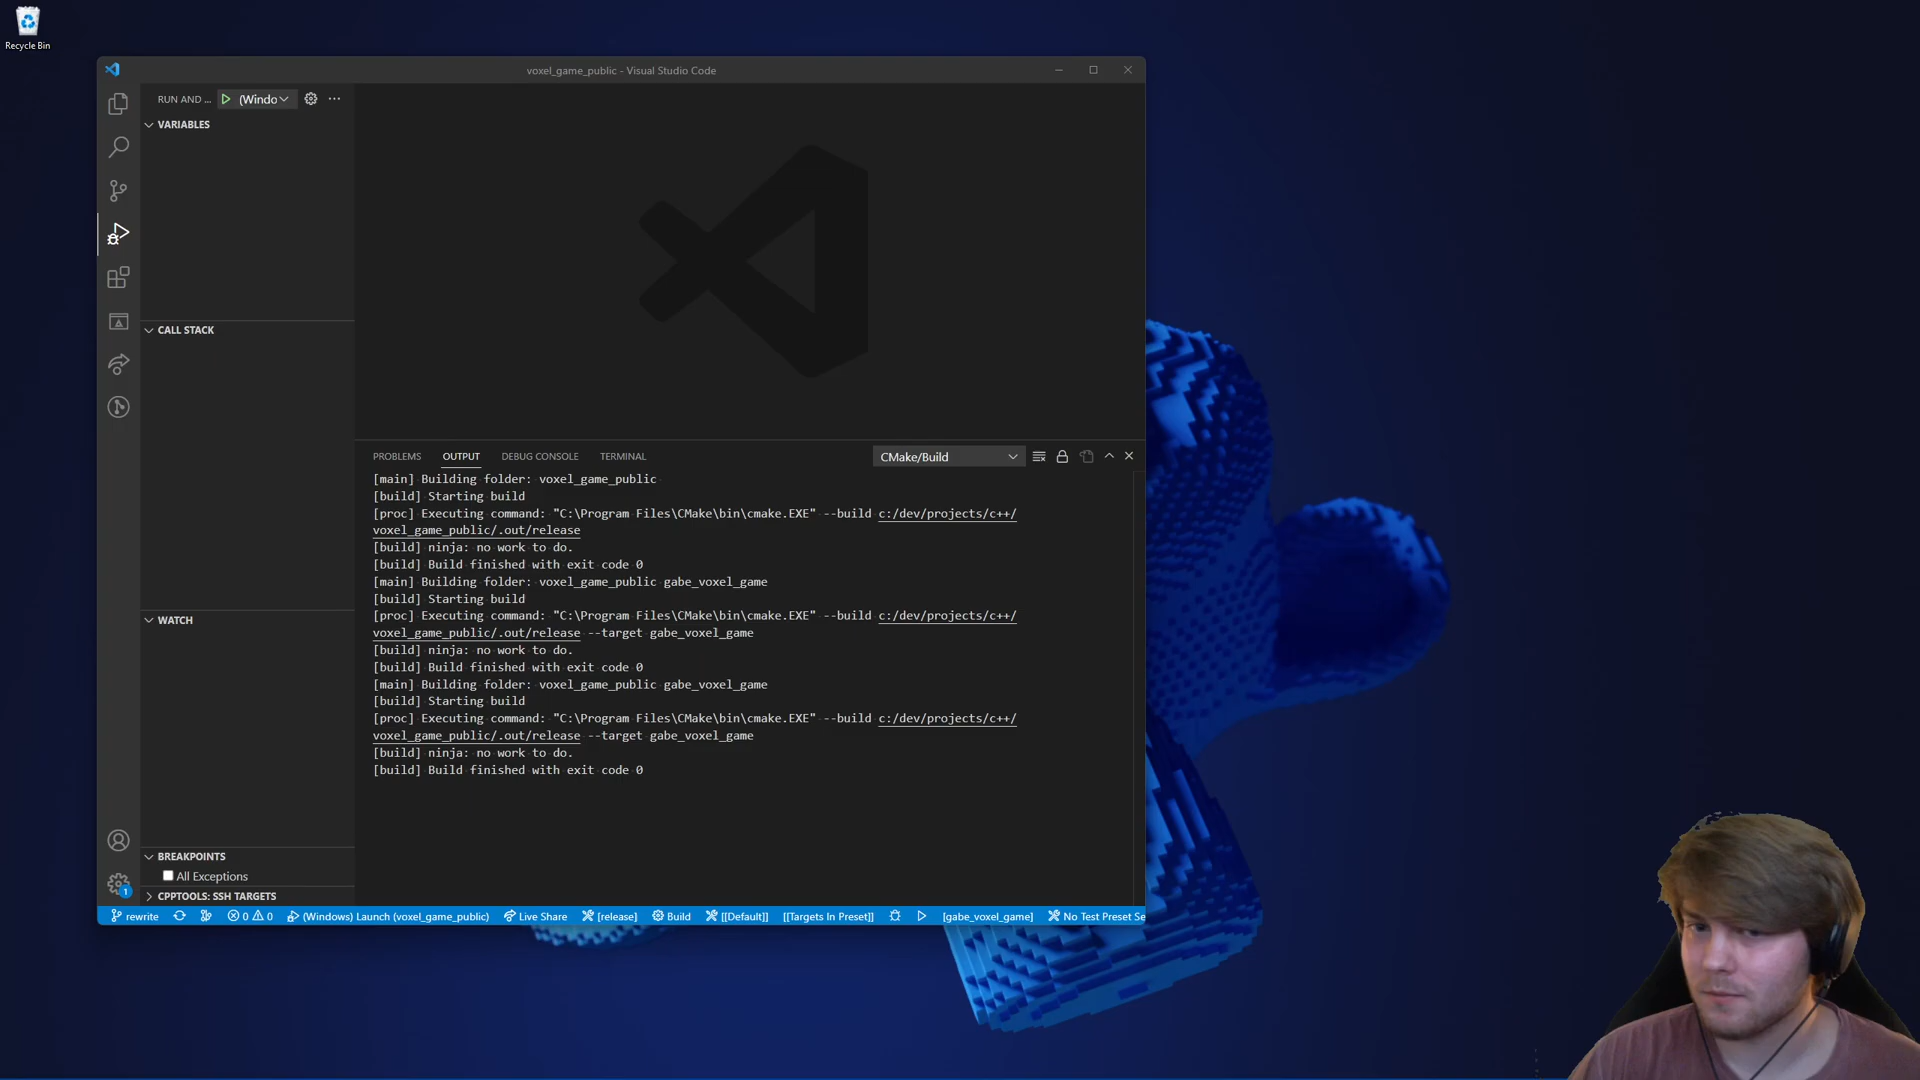 Recycle Bin
voxel_game_public - Visual Studio Code
RUN AND ...
(Windo
VARIABLES
CALL STACK
WATCH
BREAKPOINTS
All Exceptions
CPPTOOLS: SSH TARGETS
PROBLEMS OUTPUT DEBUG CONSOLE TERMINAL
CMake/Build
[main] Building folder: voxel_game_public
[build] Starting build
[proc] Executing command: "C:\Program Files\CMake\bin\cmake.EXE" --build c:/dev/projects/c++/
voxel_game_public/.out/release
[build] ninja: no work to do.
[build] Build finished with exit code 0
[main] Building folder: voxel_game_public gabe_voxel_game
[build] Starting build
[proc] Executing command: "C:\Program Files\CMake\bin\cmake.EXE" --build c:/dev/projects/c++/
voxel_game_public/.out/release --target gabe_voxel_game
[build] ninja: no work to do.
[build] Build finished with exit code 0
[main] Building folder: voxel_game_public gabe_voxel_game
[build] Starting build
[proc] Executing command: "C:\Program Files\CMake\bin\cmake.EXE" --build c:/dev/projects/c++/
voxel_game_public/.out/release --target gabe_voxel_game
[build] ninja: no work to do.
[build] Build finished with exit code 0
1
rewrite 0 0 (Windows) Launch (voxel_game_public) Live Share [release] Build [[Default]] [[Targets In Preset]] [gabe_voxel_game] No Test Preset Se